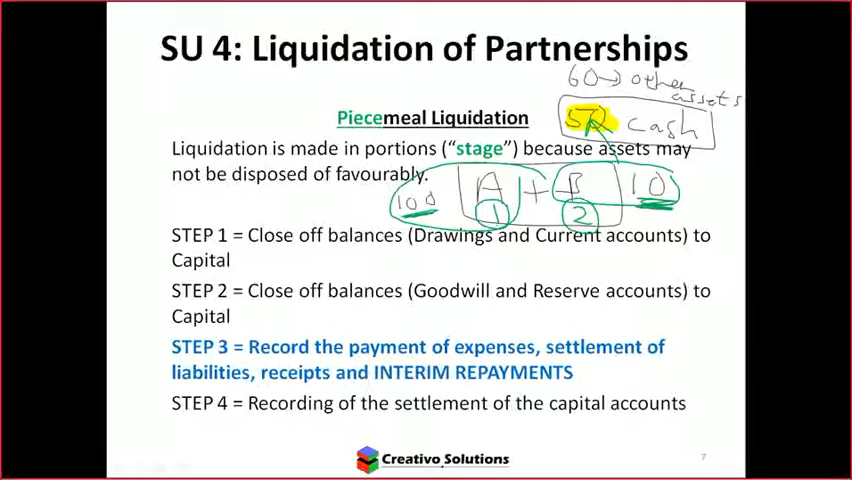 SU 4: Liquidation of Partnerships
60 → other
assets
50 cash
Piecemeal Liquidation
Liquidation is made in portions (“stage”) because assets may
not be disposed of favourably.
100 A + B 10
1 2
STEP 1 = Close off balances (Drawings and Current accounts) to
Capital
STEP 2 = Close off balances (Goodwill and Reserve accounts) to
Capital
STEP 3 = Record the payment of expenses, settlement of
liabilities, receipts and INTERIM REPAYMENTS
STEP 4 = Recording of the settlement of the capital accounts
Creativo Solutions
7